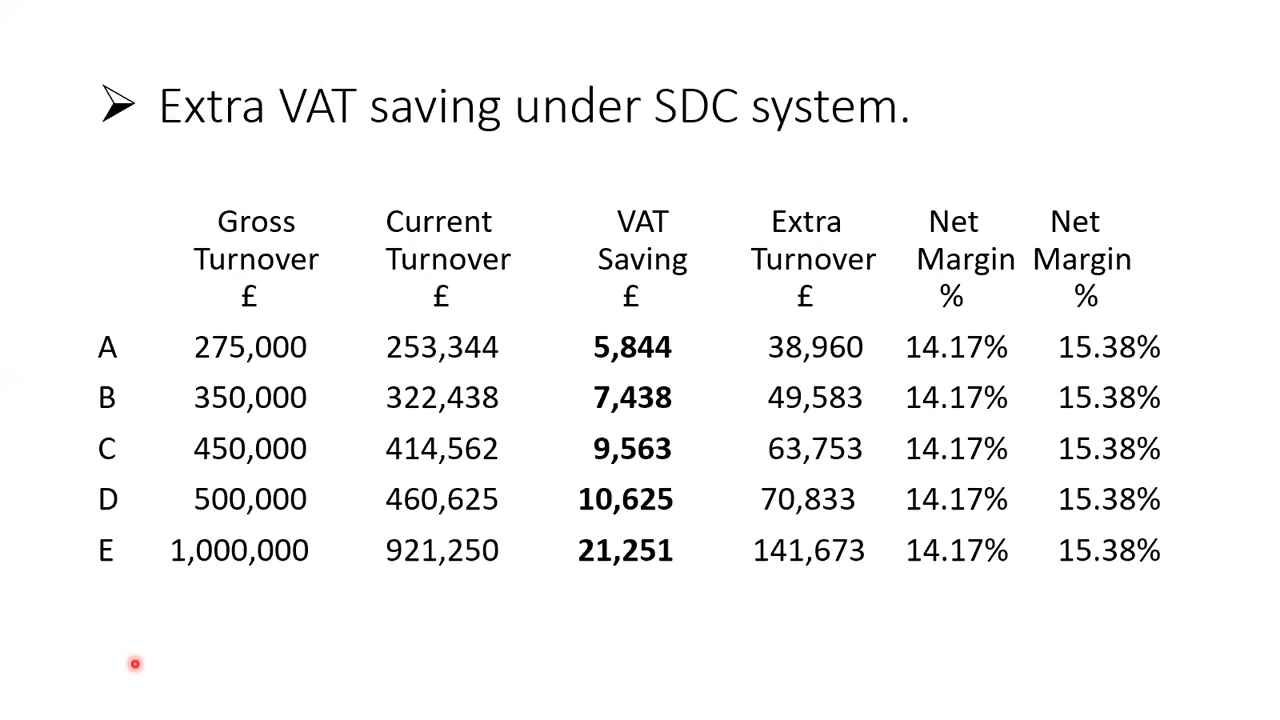 Extra VAT saving under SDC system.
Gross Current VAT Extra Net Net
Turnover Turnover Saving Turnover Margin Margin
£ £ £ £ % %
A 275,000 253,344 5,844 38,960 14.17% 15.38%
B 350,000 322,438 7,438 49,583 14.17% 15.38%
C 450,000 414,562 9,563 63,753 14.17% 15.38%
D 500,000 460,625 10,625 70,833 14.17% 15.38%
E 1,000,000 921,250 21,251 141,673 14.17% 15.38%